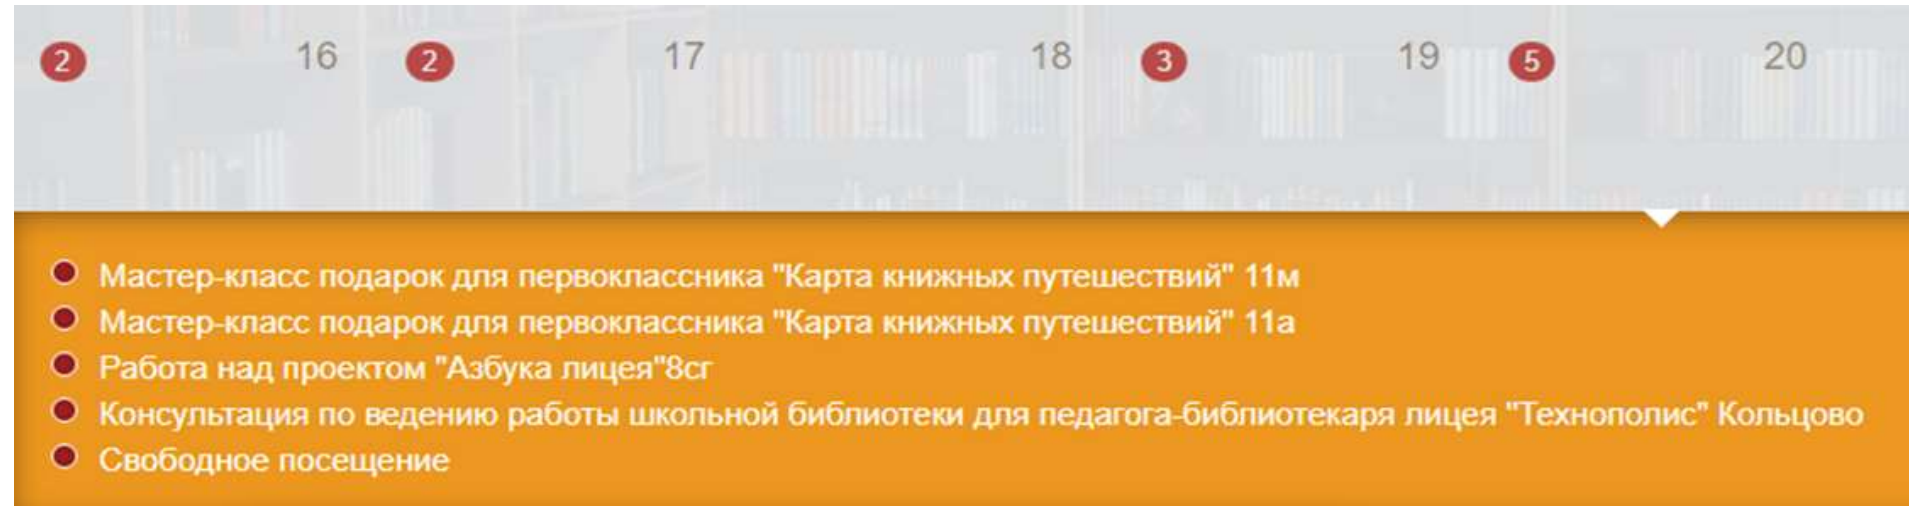 2 16 2 17 18 3 19 5 20
Мастер-класс подарок для первоклассника "Карта книжных путешествий" 11м
Мастер-класс подарок для первоклассника "Карта книжных путешествий" 11а
Работа над проектом "Азбука лицея"8сг
Консультация по ведению работы школьной библиотеки для педагога-библиотекаря лицея "Технополис" Кольцово
Свободное посещение